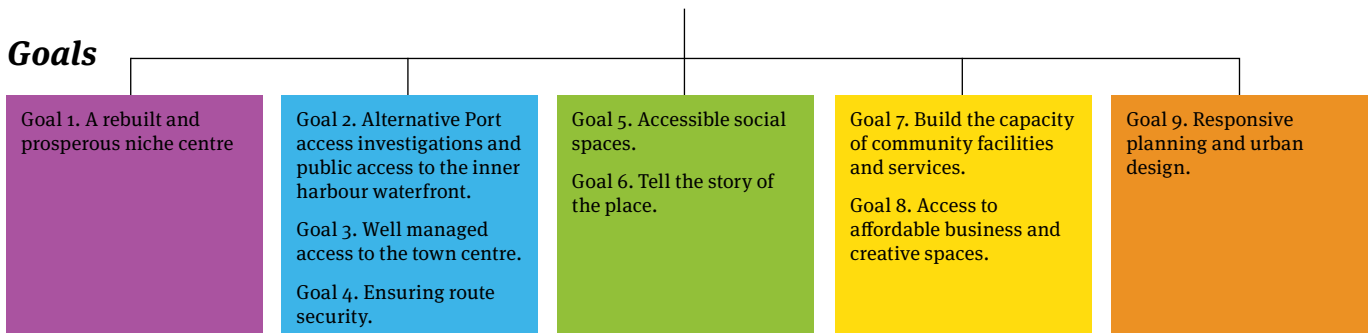 Goals
Goal 1. A rebuilt and
prosperous niche centre
Goal 2. Alternative Port
access investigations and
public access to the inner
harbour waterfront.
Goal 3. Well managed
access to the town centre.
Goal 4. Ensuring route
security.
Goal 5. Accessible social
spaces.
Goal 6. Tell the story of
the place.
Goal 7. Build the capacity
of community facilities
and services.
Goal 8. Access to
affordable business and
creative spaces.
Goal 9. Responsive
planning and urban
design.